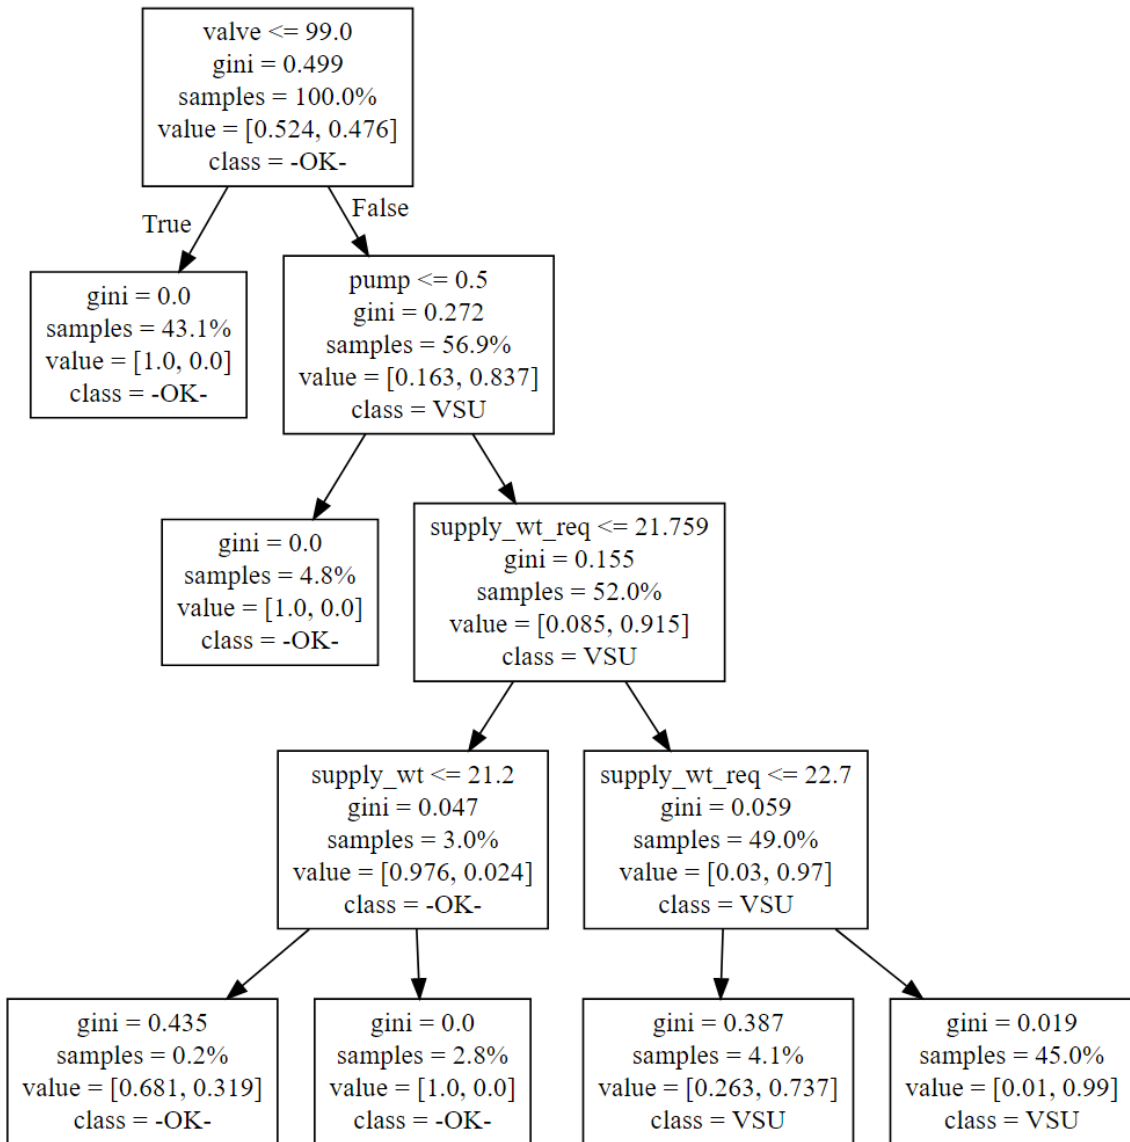 valve <= 99.0
gini = 0.499
samples = 100.0%
value = [0.524, 0.476]
class = -OK-
True
False
gini = 0.0
samples = 43.1%
value = [1.0, 0.0]
class = -OK-
pump <= 0.5
gini = 0.272
samples = 56.9%
value = [0.163, 0.837]
class = VSU
gini = 0.0
samples = 4.8%
value = [1.0, 0.0]
class = -OK-
supply_wt_req <= 21.759
gini = 0.155
samples = 52.0%
value = [0.085, 0.915]
class = VSU
supply_wt <= 21.2
gini = 0.047
samples = 3.0%
value = [0.976, 0.024]
class = -OK-
supply_wt_req <= 22.7
gini = 0.059
samples = 49.0%
value = [0.03, 0.97]
class = VSU
gini = 0.435
samples = 0.2%
value = [0.681, 0.319]
class = -OK-
gini = 0.0
samples = 2.8%
value = [1.0, 0.0]
class = -OK-
gini = 0.387
samples = 4.1%
value = [0.263, 0.737]
class = VSU
gini = 0.019
samples = 45.0%
value = [0.01, 0.99]
class = VSU